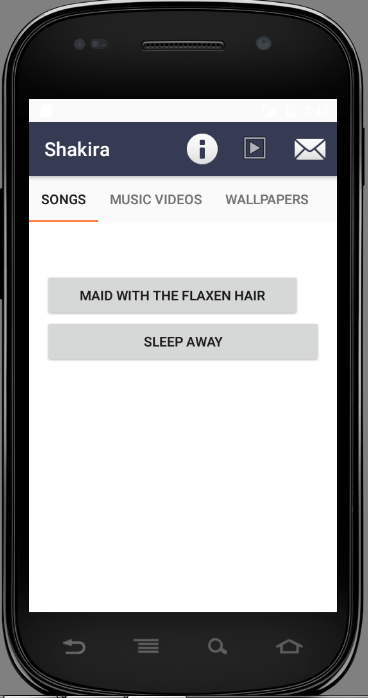 Shakira
SONGS MUSIC VIDEOS WALLPAPERS
MAID WITH THE FLAXEN HAIR
SLEEP AWAY